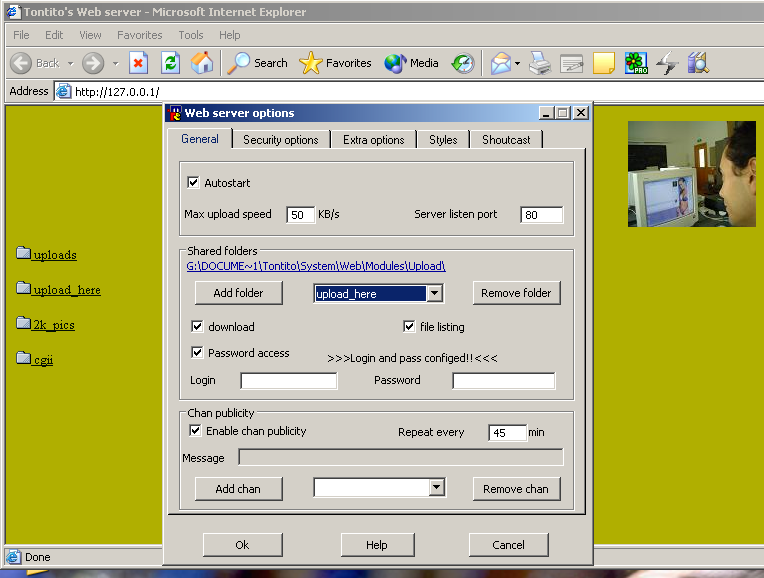 Tontito's Web server - Microsoft Internet Explorer
File Edit View Favorites Tools Help
Back Search Favorites Media PRO
Address http://127.0.0.1/
Web server options
General Security options Extra options Styles Shoutcast
Autostart
Max upload speed 50 KB/s Server listen port 80
Shared folders
G:\DOCUME~1\Tontito\System\Web\Modules\Upload\
Add folder upload_here Remove folder
download file listing
Password access >>>Login and pass configed!!<<<
Login Password
Chan publicity
Enable chan publicity Repeat every 45 min
Message
Add chan Remove chan
Ok Help Cancel
uploads
upload_here
2k_pics
cgii
Done